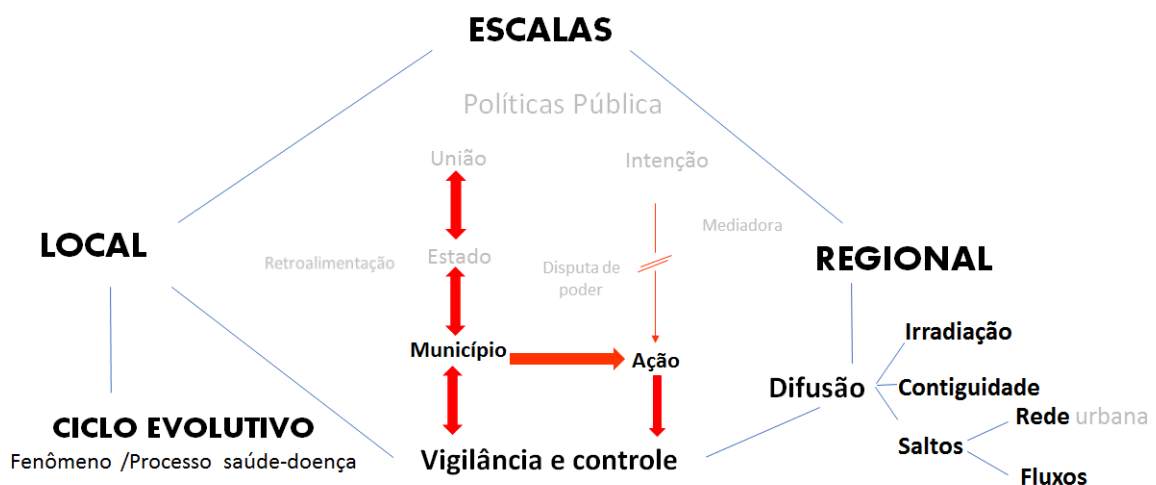 ESCALAS
Políticas Pública
União
Intenção
Mediadora
LOCAL
REGIONAL
Retroalimentação
Estado
Disputa de
poder
Irradiação
Município
Ação
Difusão
Contiguidade
Rede urbana
CICLO EVOLUTIVO
Saltos
Fenômeno /Processo saúde-doença
Vigilância e controle
Fluxos